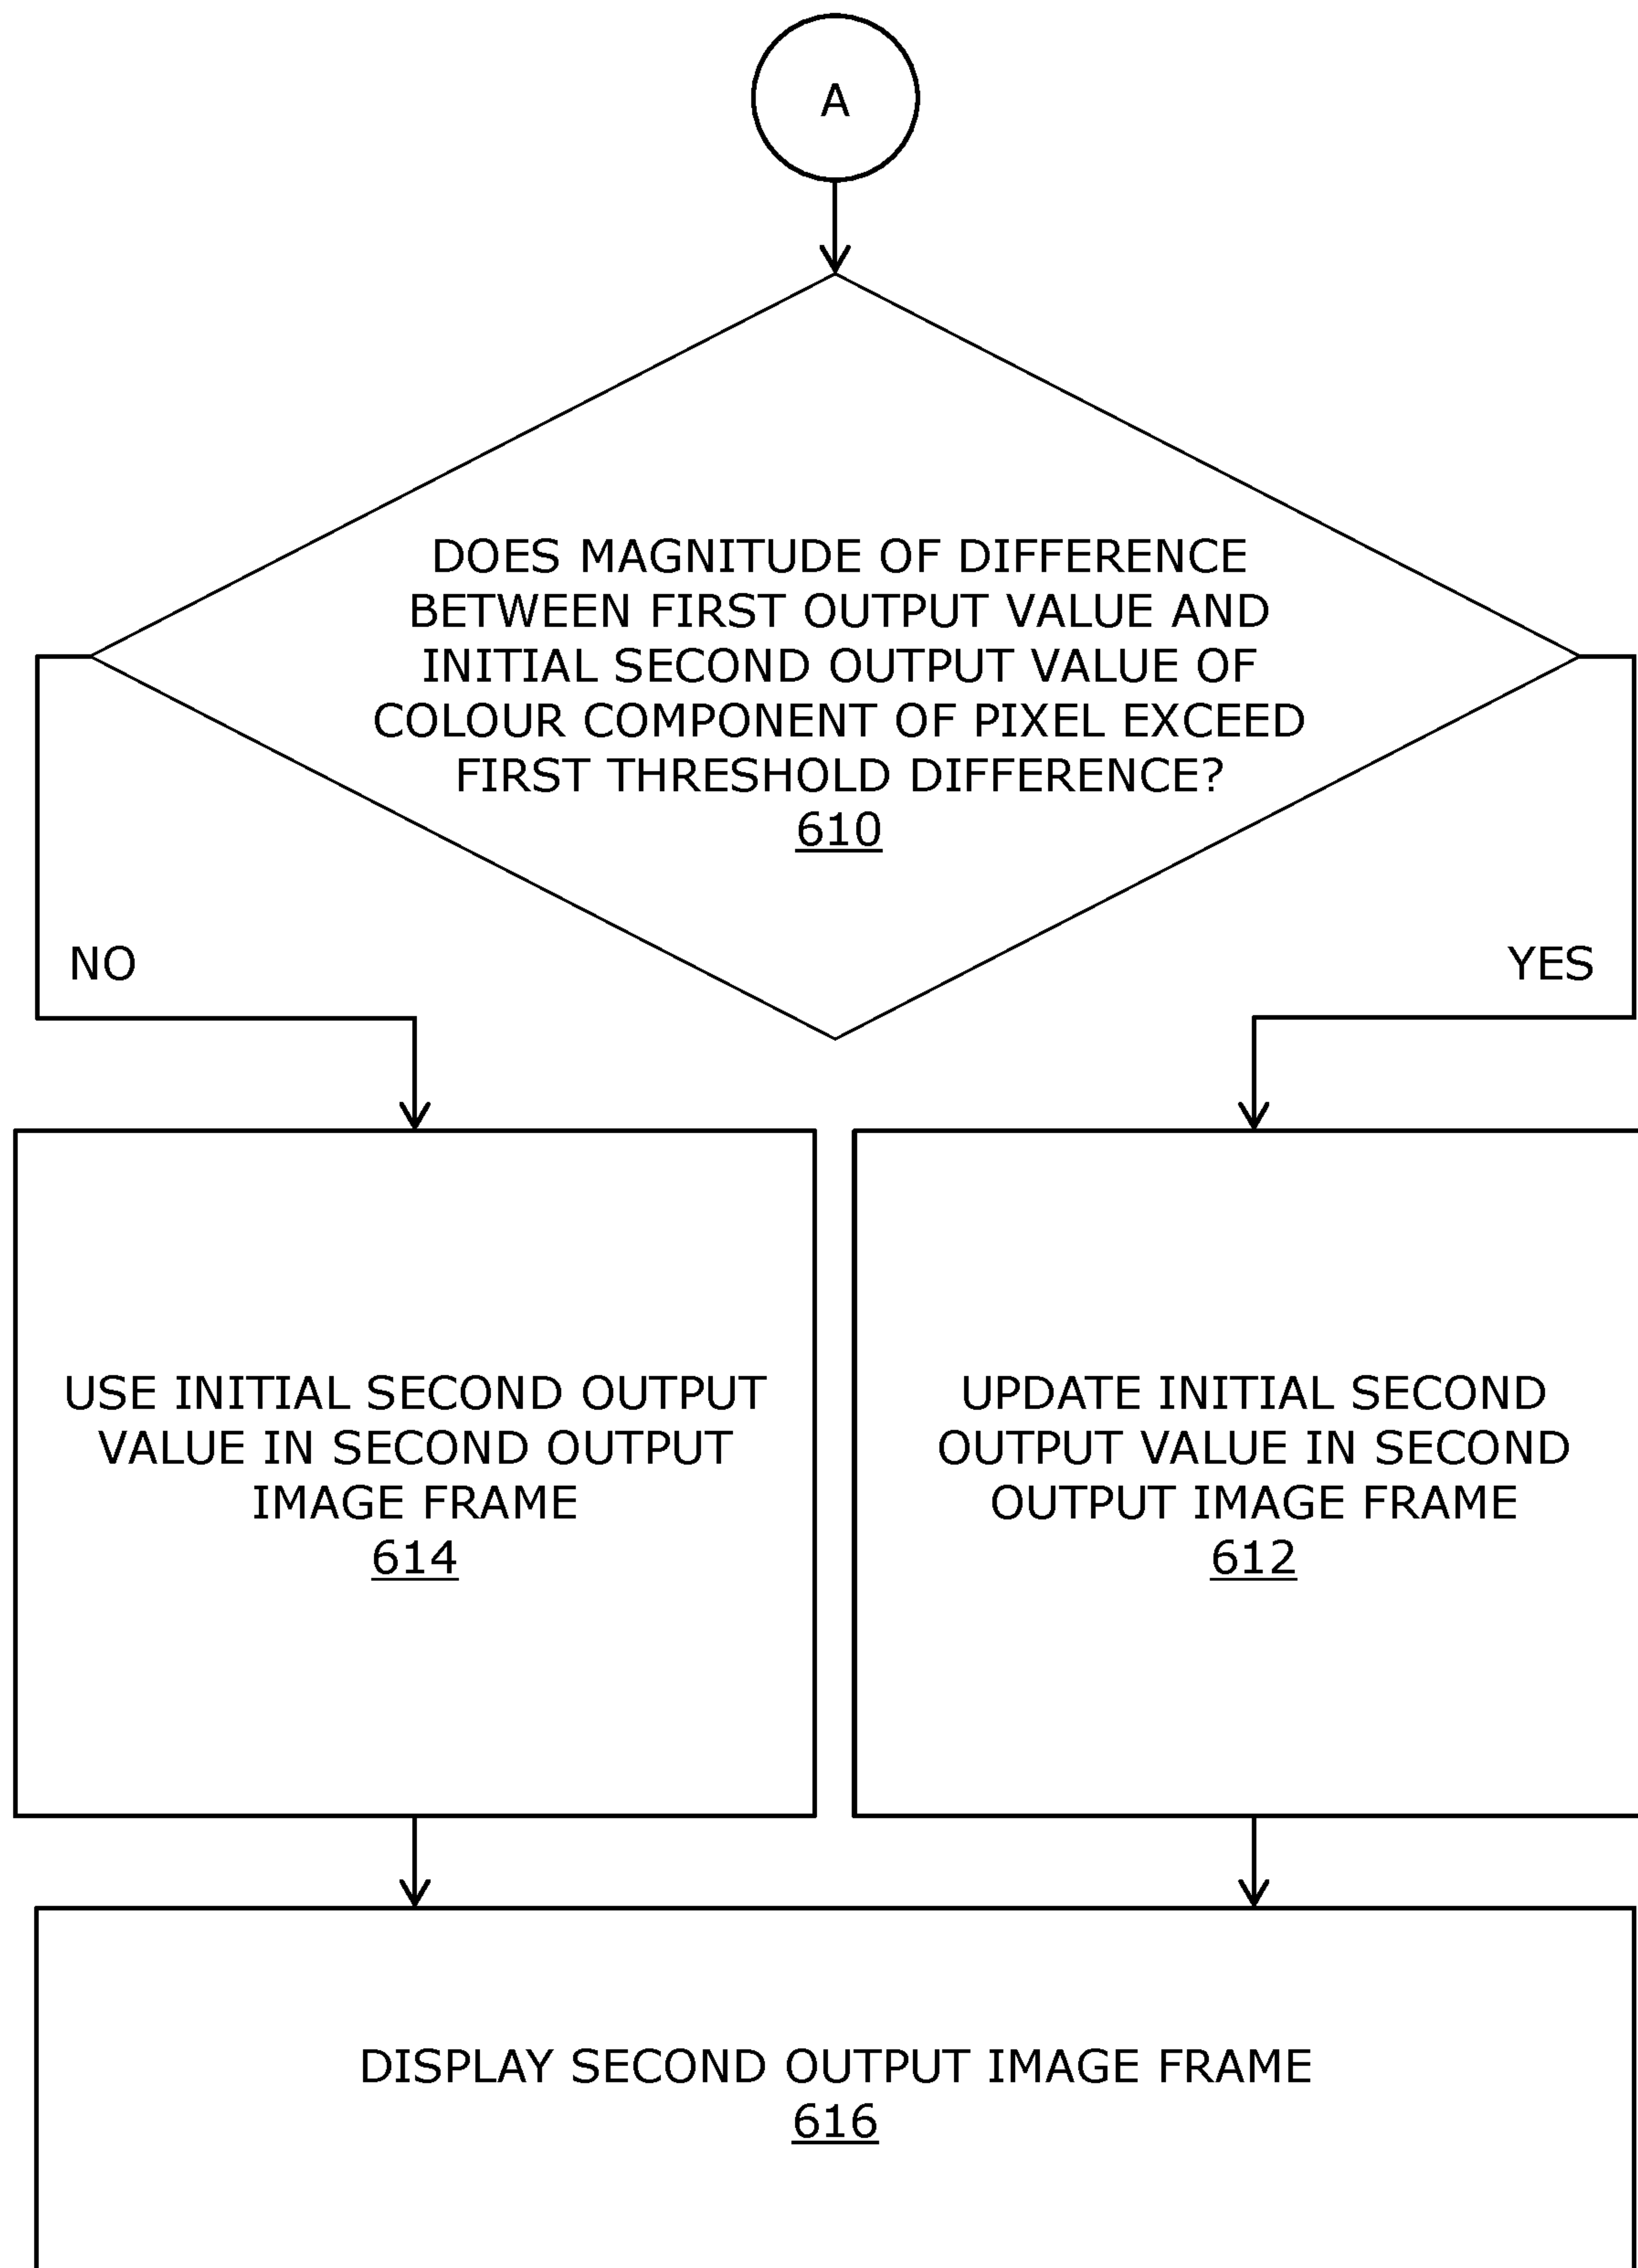 A
DOES MAGNITUDE OF DIFFERENCE
BETWEEN FIRST OUTPUT VALUE AND
INITIAL SECOND OUTPUT VALUE OF
COLOUR COMPONENT OF PIXEL EXCEED
FIRST THRESHOLD DIFFERENCE?
610
NO
YES
USE INITIAL SECOND OUTPUT
VALUE IN SECOND OUTPUT
IMAGE FRAME
614
UPDATE INITIAL SECOND
OUTPUT VALUE IN SECOND
OUTPUT IMAGE FRAME
612
DISPLAY SECOND OUTPUT IMAGE FRAME
616